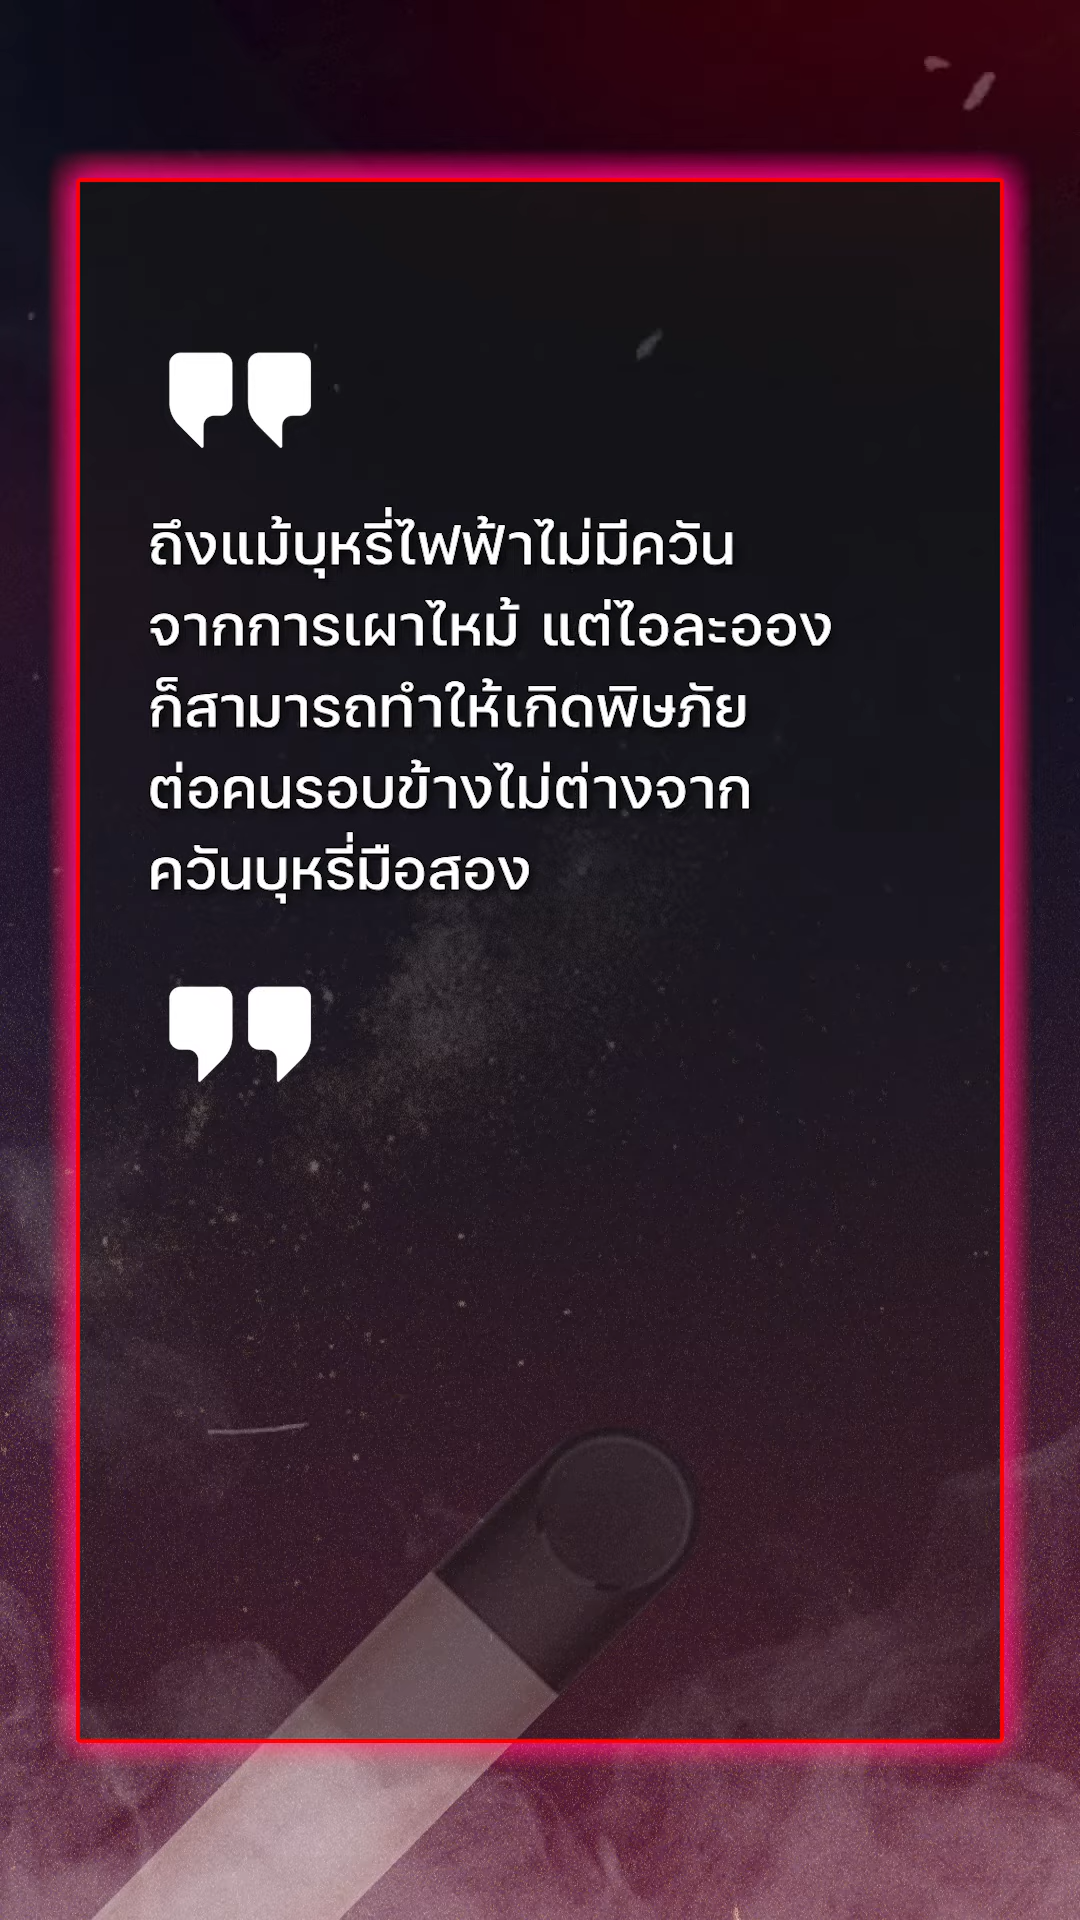 ถึงแม้บุหรี่ไฟฟ้าไม่มีควัน
จากการเผาไหม้ แต่ไอละออง
ก็สามารถทำให้เกิดพิษภัย
ต่อคนรอบข้างไม่ต่างจาก
ควันบุหรี่มือสอง